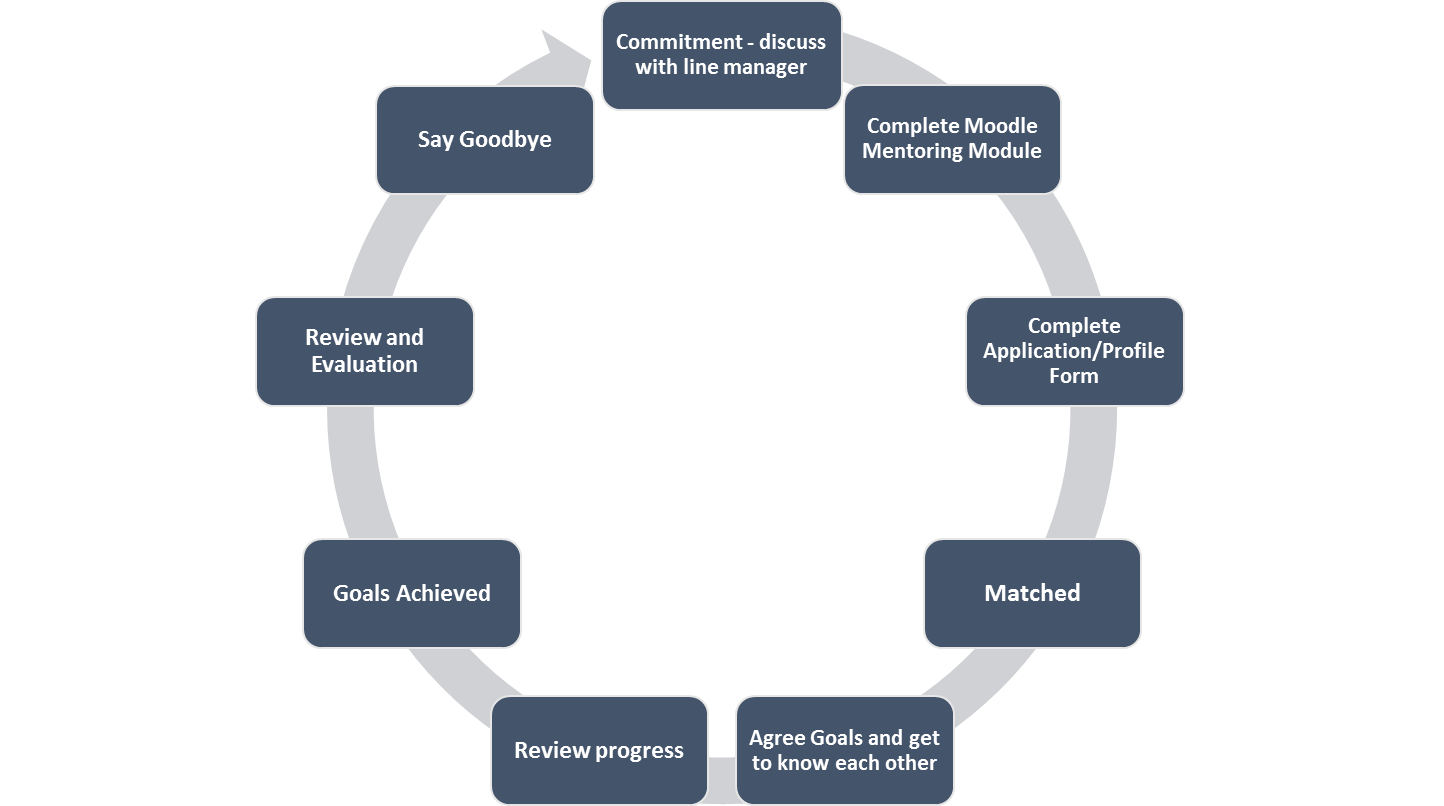 Commitment - discuss
with line manager
Complete Moodle
Mentoring Module
Complete
Application/Profile
Form
Matched
Agree Goals and get
to know each other
Review progress
Goals Achieved
Review and
Evaluation
Say Goodbye